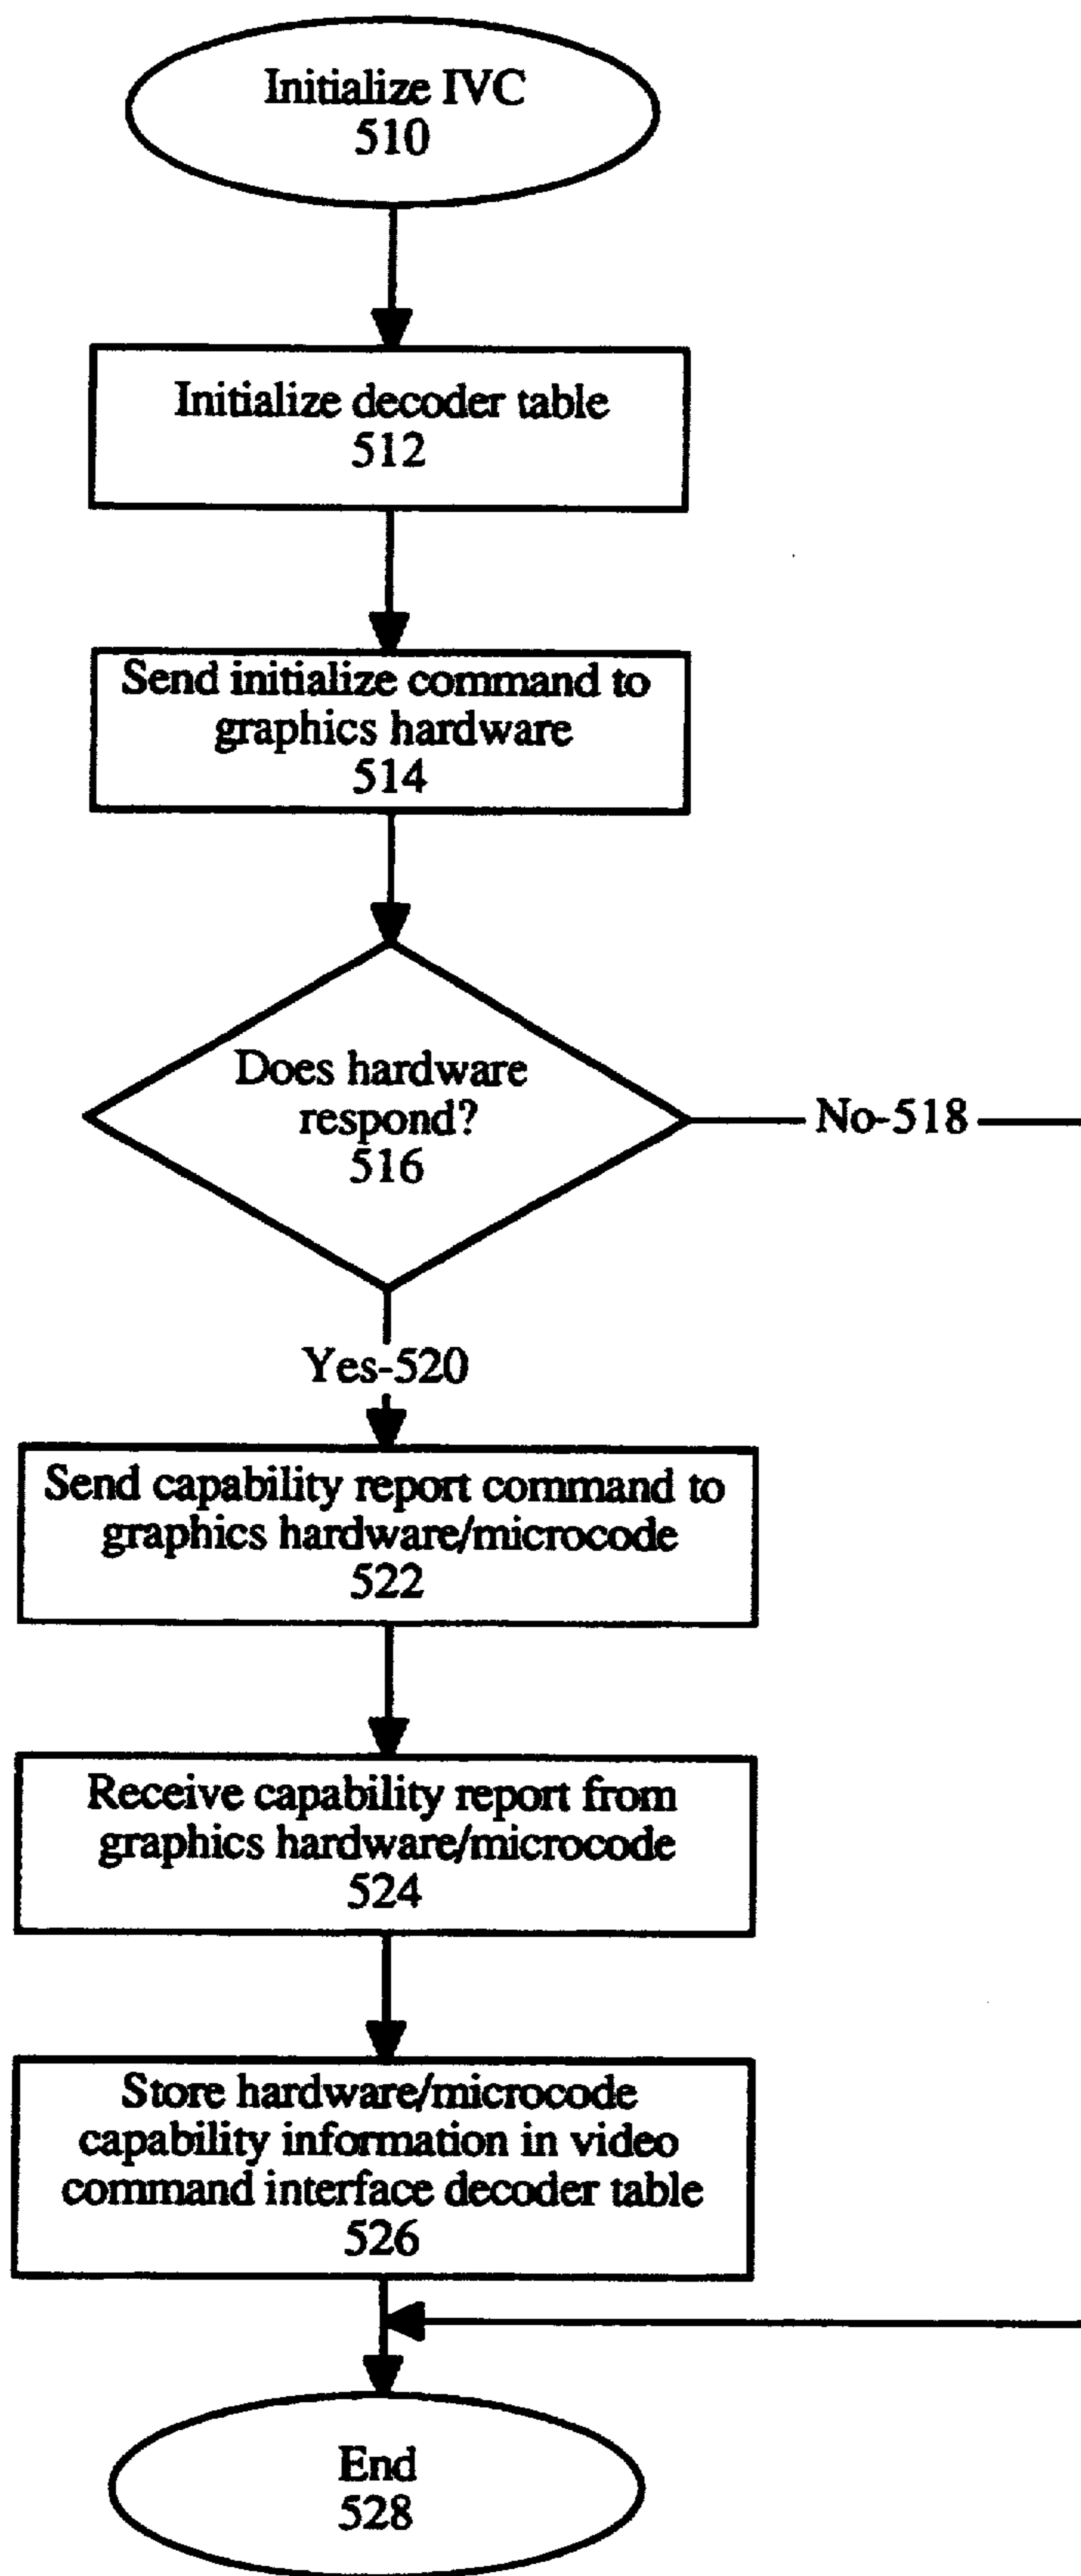 Initialize IVC
510
Initialize decoder table
512
Send initialize command to
graphics hardware
514
Does hardware
respond?
516
No-518
Yes-520
Send capability report command to
graphics hardware/microcode
522
Receive capability report from
graphics hardware/microcode
524
Store hardware/microcode
capability information in video
command interface decoder table
526
End
528